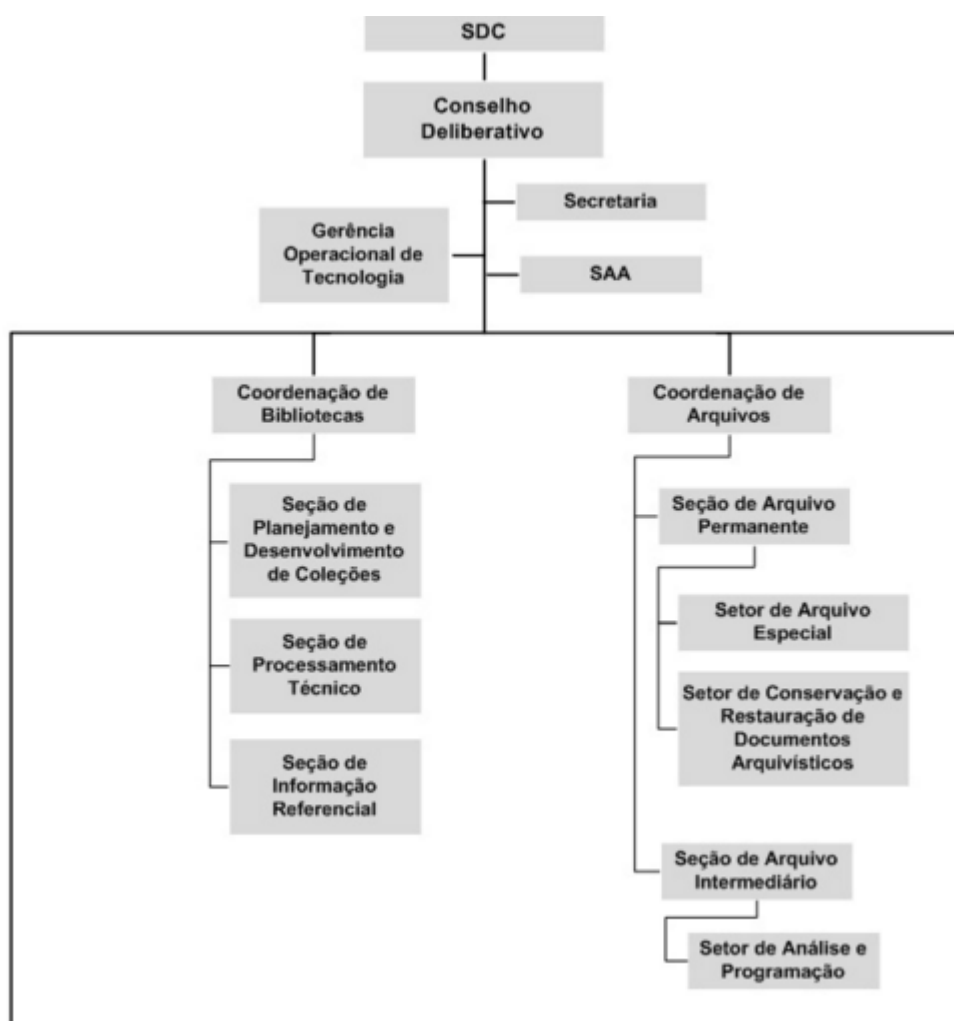 SDC
Conselho
Deliberativo
Secretaria
Gerência
Operacional de
Tecnologia
SAA
Coordenação de
Bibliotecas
Seção de
Planejamento e
Desenvolvimento
de Coleções
Seção de
Processamento
Técnico
Seção de
Informação
Referencial
Coordenação de
Arquivos
Seção de Arquivo
Permanente
Setor de Arquivo
Especial
Setor de Conservação e
Restauração de
Documentos
Arquivísticos
Seção de Arquivo
Intermediário
Setor de Análise e
Programação